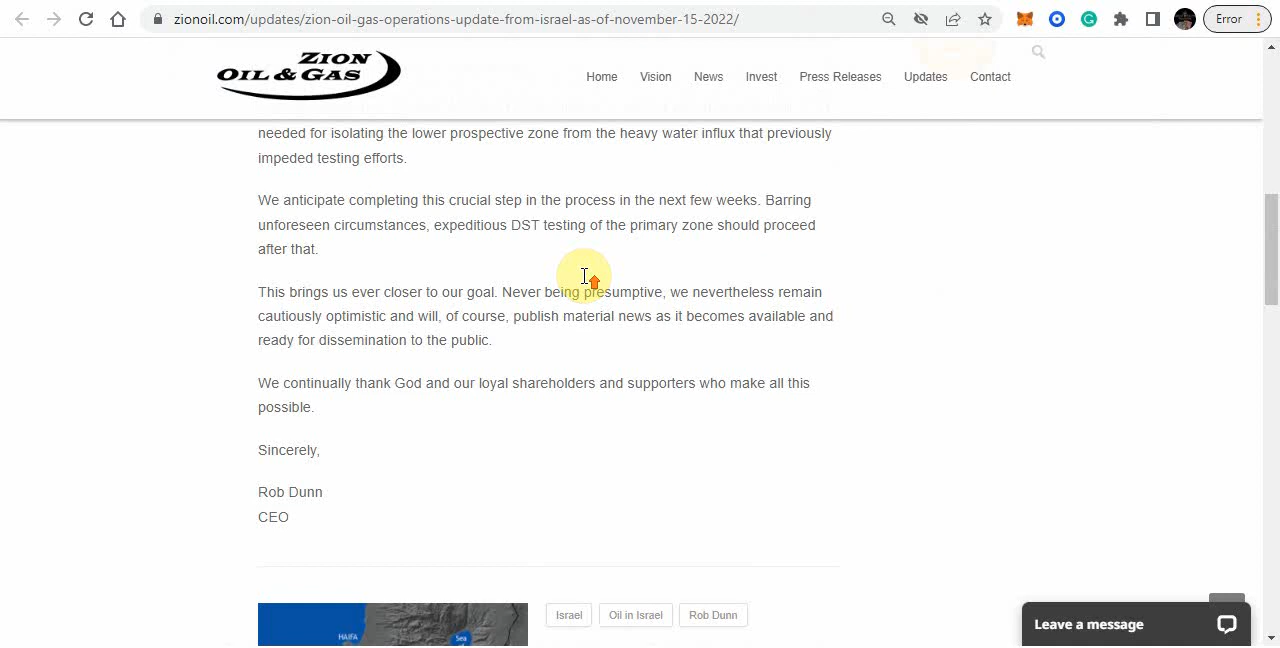 zionoil.com/updates/zion-oil-gas-operations-update-from-israel-as-of-november-15-2022/
Error
ZION
OIL & GAS
Home Vision News Invest Press Releases Updates Contact
needed for isolating the lower prospective zone from the heavy water influx that previously
impeded testing efforts.
We anticipate completing this crucial step in the process in the next few weeks. Barring
unforeseen circumstances, expeditious DST testing of the primary zone should proceed
after that.
This brings us ever closer to our goal. Never being presumptive, we nevertheless remain
cautiously optimistic and will, of course, publish material news as it becomes available and
ready for dissemination to the public.
We continually thank God and our loyal shareholders and supporters who make all this
possible.
Sincerely,
Rob Dunn
CEO
Israel Oil in Israel Rob Dunn
HAIFA
Sea
Leave a message